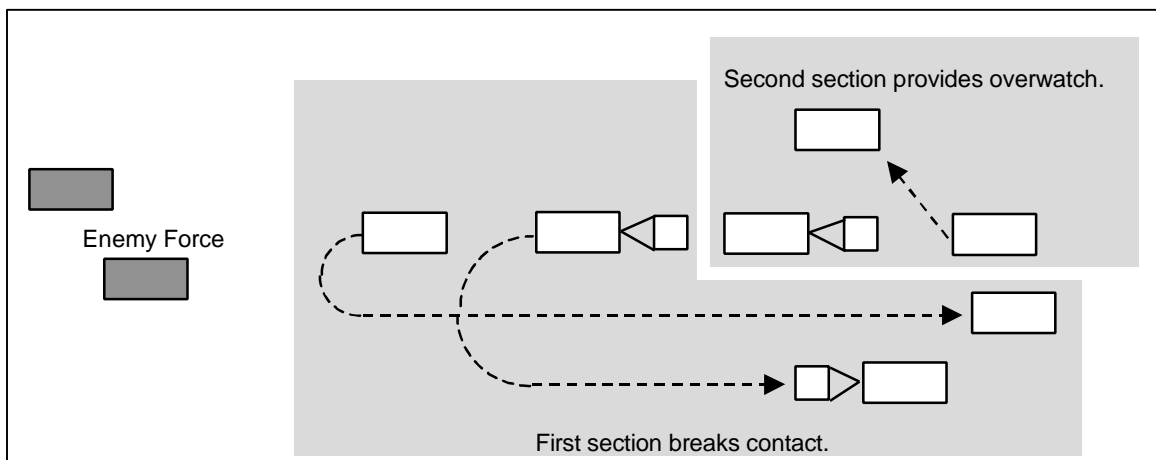 Second section provides overwatch.
Enemy Force
First section breaks contact.